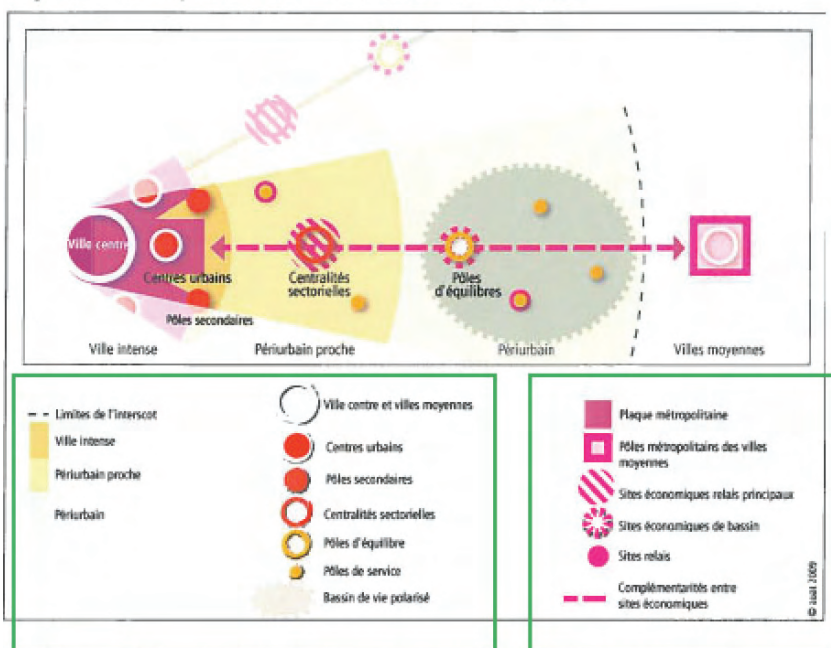 Ville centre
Centres urbains
Pôles secondaires
Centralités
sectorielles
Pôles
d'équilibres
Ville intense
Périurbain proche
Périurbain
Villes moyennes
Limites de l'interscot
Ville intense
Périurbain proche
Périurbain
Ville centre et villes moyennes
Centres urbains
Pôles secondaires
Centralités sectorielles
Pôles d'équilibre
Pôles de service
Bassin de vie polarisé
Plaque métropolitaine
Pôles métropolitains des villes
moyennes
Sites économiques relais principaux
Sites économiques de bassin
Sites relais
Complémentarités entre
sites économiques
© auat 2009